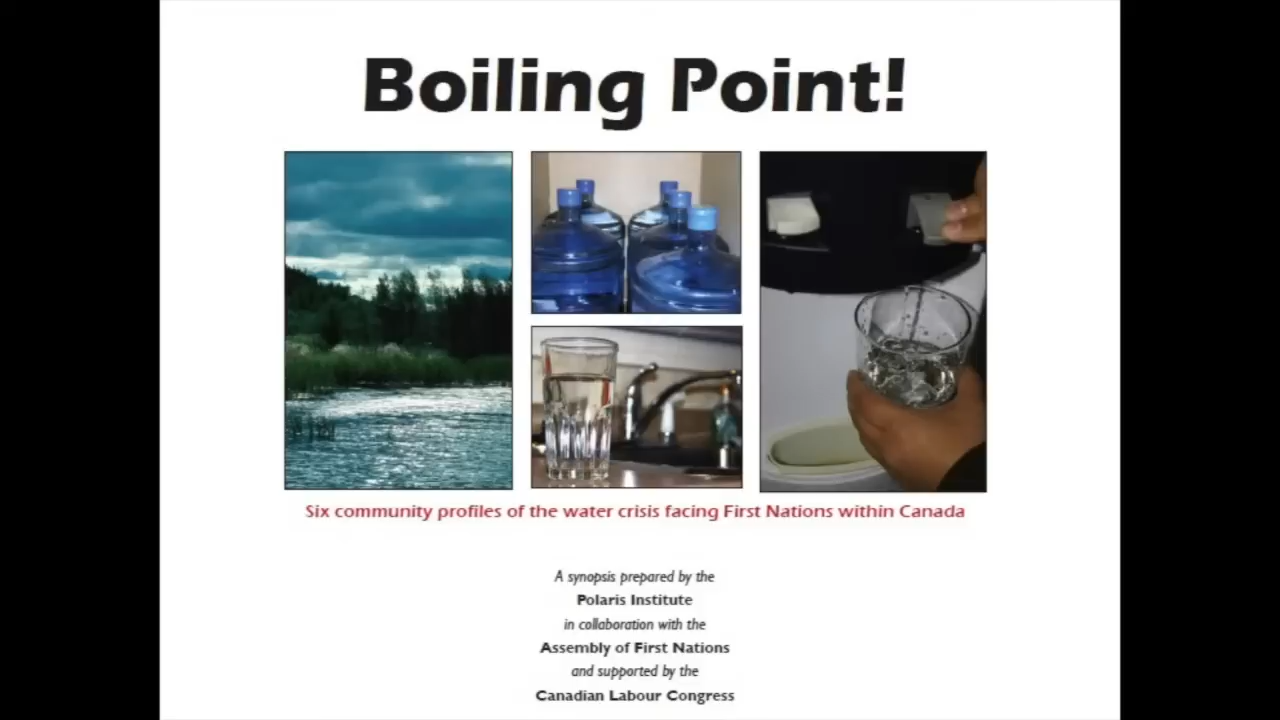 Boiling Point!
Six community profiles of the water crisis facing First Nations within Canada
A synopsis prepared by the
Polaris Institute
in collaboration with the
Assembly of First Nations
and supported by the
Canadian Labour Congress